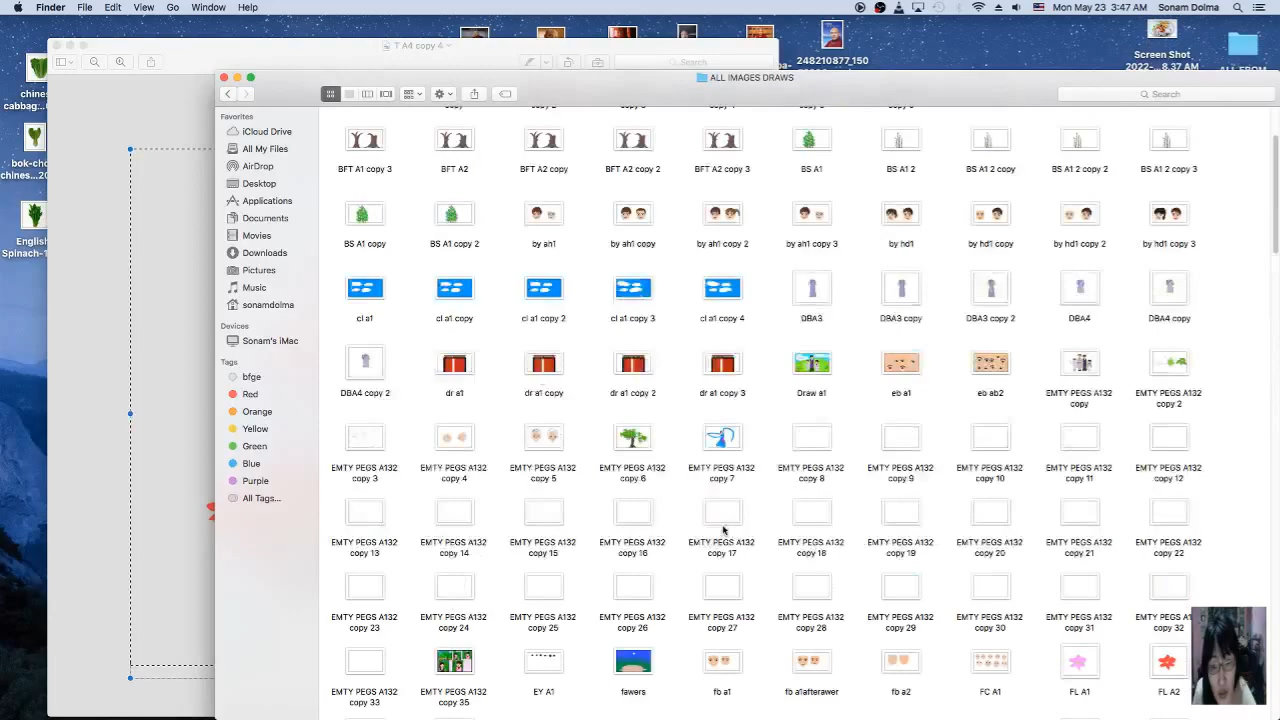 Finder File Edit View Go Window Help Mon May 23 3:47 AM Sonam Dolma
T A4 copy 4
Search
ALL IMAGES DRAWS
Search
248210877_150
Screen Shot
2022-...8.37 AM
chines
cabbag...
bok-cho
chines...20
English
Spinach-1
Favorites
iCloud Drive
All My Files
AirDrop
Desktop
Applications
Documents
Movies
Downloads
Pictures
Music
sonamdolma
Devices
Sonam's iMac
Tags
bfge
Red
Orange
Yellow
Green
Blue
Purple
All Tags...
BFT A1 copy 3 BFT A2 BFT A2 copy BFT A2 copy 2 BFT A2 copy 3 BS A1 BS A1 2 BS A1 2 copy BS A1 2 copy 2 BS A1 2 copy 3
BS A1 copy BS A1 copy 2 by ah1 by ah1 copy by ah1 copy 2 by ah1 copy 3 by hd1 by hd1 copy by hd1 copy 2 by hd1 copy 3
cl a1 cl a1 copy cl a1 copy 2 cl a1 copy 3 cl a1 copy 4 DBA3 DBA3 copy DBA3 copy 2 DBA4 DBA4 copy
DBA4 copy 2 dr a1 dr a1 copy dr a1 copy 2 dr a1 copy 3 Draw a1 eb a1 eb ab2 EMTY PEGS A132 EMTY PEGS A132
copy copy 2
EMTY PEGS A132 EMTY PEGS A132 EMTY PEGS A132 EMTY PEGS A132 EMTY PEGS A132 EMTY PEGS A132 EMTY PEGS A132 EMTY PEGS A132 EMTY PEGS A132 EMTY PEGS A132
copy 3 copy 4 copy 5 copy 6 copy 7 copy 8 copy 9 copy 10 copy 11 copy 12
EMTY PEGS A132 EMTY PEGS A132 EMTY PEGS A132 EMTY PEGS A132 EMTY PEGS A132 EMTY PEGS A132 EMTY PEGS A132 EMTY PEGS A132 EMTY PEGS A132 EMTY PEGS A132
copy 13 copy 14 copy 15 copy 16 copy 17 copy 18 copy 19 copy 20 copy 21 copy 22
EMTY PEGS A132 EMTY PEGS A132 EMTY PEGS A132 EMTY PEGS A132 EMTY PEGS A132 EMTY PEGS A132 EMTY PEGS A132 EMTY PEGS A132 EMTY PEGS A132 EMTY PEGS A132
copy 23 copy 24 copy 25 copy 26 copy 27 copy 28 copy 29 copy 30 copy 31 copy 32
EMTY PEGS A132 EMTY PEGS A132 EY A1 fawers fb a1 fb a1afterawer fb a2 FC A1 FL A1 FL A2
copy 33 copy 35